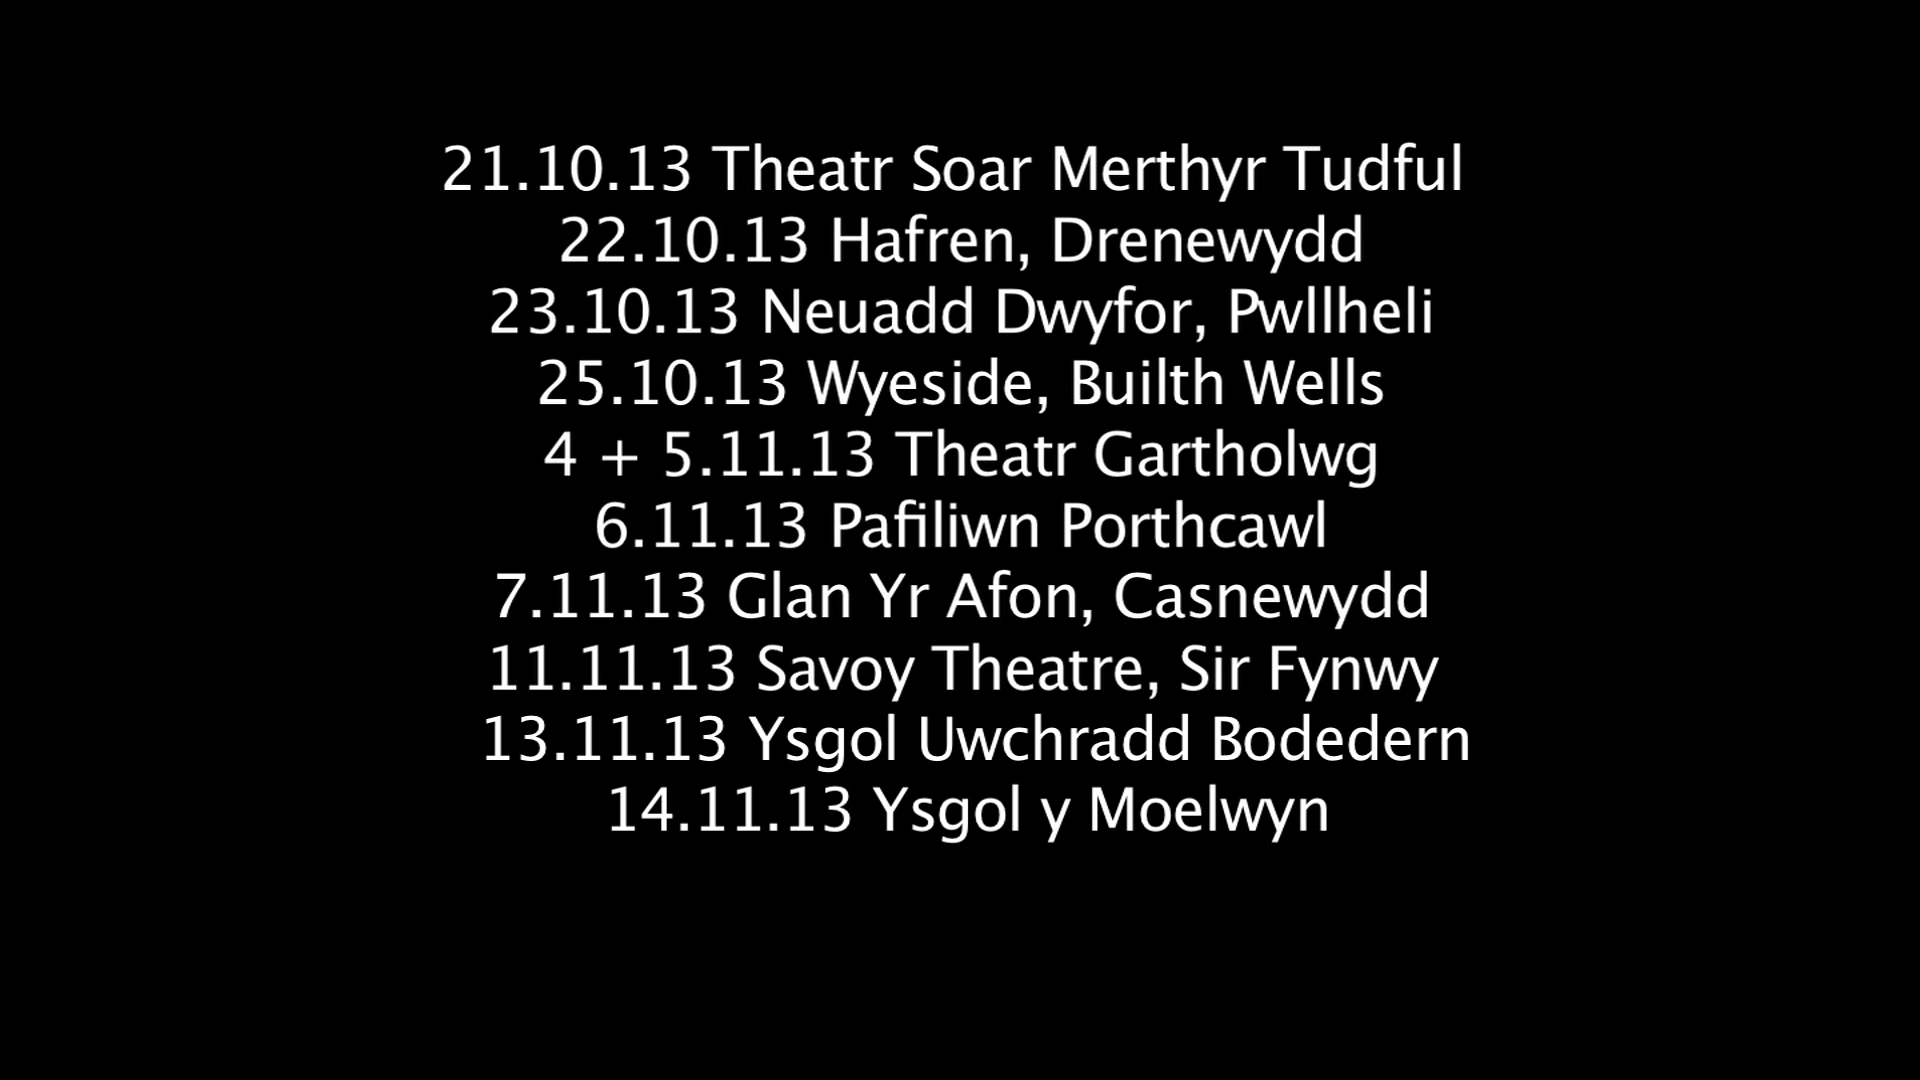 21.10.13 Theatr Soar Merthyr Tudful
22.10.13 Hafren, Drenewydd
23.10.13 Neuadd Dwyfor, Pwllheli
25.10.13 Wyeside, Builth Wells
4 + 5.11.13 Theatr Gartholwg
6.11.13 Pafiliwn Porthcawl
7.11.13 Glan Yr Afon, Casnewydd
11.11.13 Savoy Theatre, Sir Fynwy
13.11.13 Ysgol Uwchradd Bodedern
14.11.13 Ysgol y Moelwyn